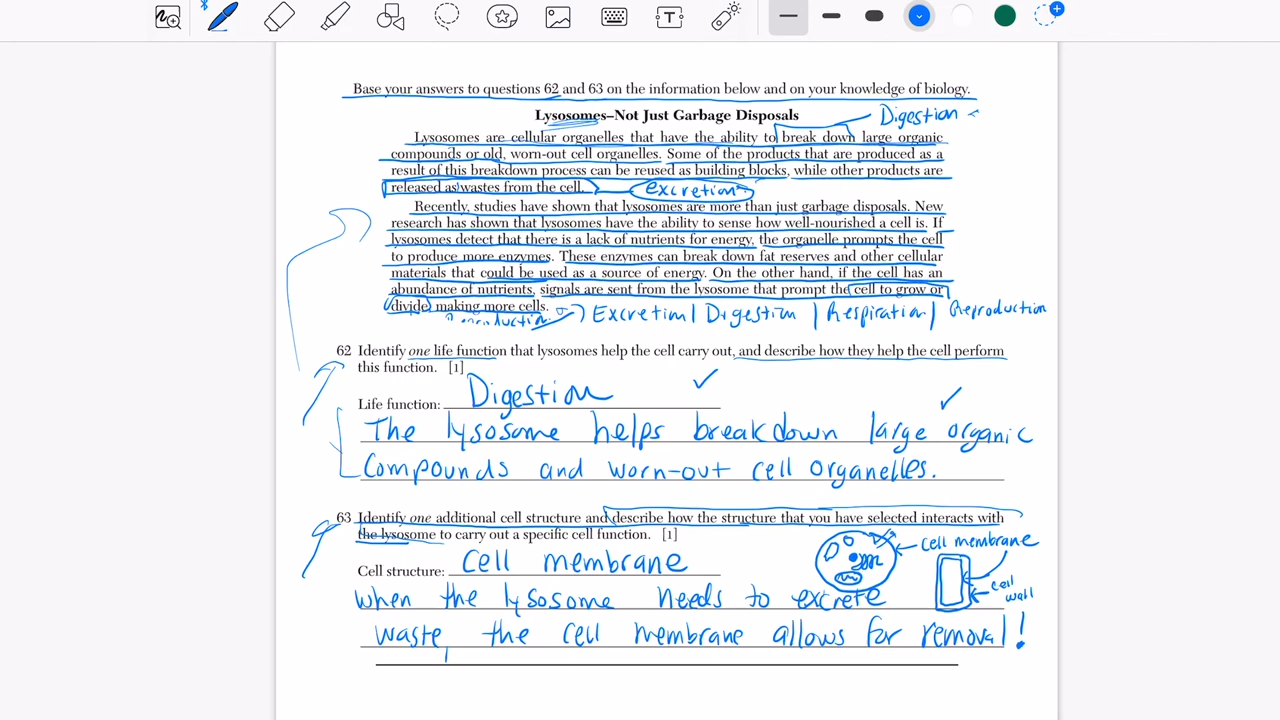 Base your answers to questions 62 and 63 on the information below and on your knowledge of biology.
Lysosomes–Not Just Garbage Disposals
Digestion
Lysosomes are cellular organelles that have the ability to break down large organic
compounds or old, worn-out cell organelles. Some of the products that are produced as a
result of this breakdown process can be reused as building blocks, while other products are
released as wastes from the cell.
excretion
Recently, studies have shown that lysosomes are more than just garbage disposals. New
research has shown that lysosomes have the ability to sense how well-nourished a cell is. If
lysosomes detect that there is a lack of nutrients for energy, the organelle prompts the cell
to produce more enzymes. These enzymes can break down fat reserves and other cellular
materials that could be used as a source of energy. On the other hand, if the cell has an
abundance of nutrients, signals are sent from the lysosome that prompt the cell to grow or
divide, making more cells.
Excretion | Digestion | Respiration | Reproduction
62 Identify one life function that lysosomes help the cell carry out, and describe how they help the cell perform
this function. [1]
Life function: Digestion
The lysosome helps breakdown large organic
compounds and worn-out cell organelles.
63 Identify one additional cell structure and describe how the structure that you have selected interacts with
the lysosome to carry out a specific cell function. [1]
cell membrane
Cell structure: Cell membrane
cell wall
when the lysosome needs to excrete
waste, the cell membrane allows for removal!